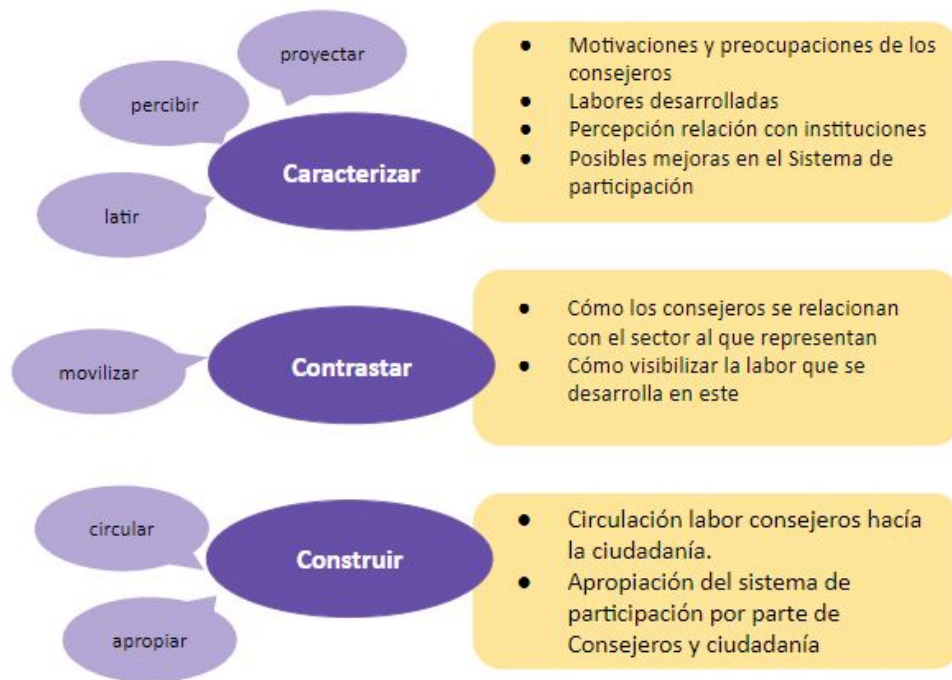 proyectar
percibir
latir
Caracterizar
● Motivaciones y preocupaciones de los
consejeros
● Labores desarrolladas
● Percepción relación con instituciones
● Posibles mejoras en el Sistema de
participación
movilizar
Contrastar
● Cómo los consejeros se relacionan
con el sector al que representan
● Cómo visibilizar la labor que se
desarrolla en este
circular
apropiar
Construir
● Circulación labor consejeros hacía
la ciudadanía.
● Apropiación del sistema de
participación por parte de
Consejeros y ciudadanía